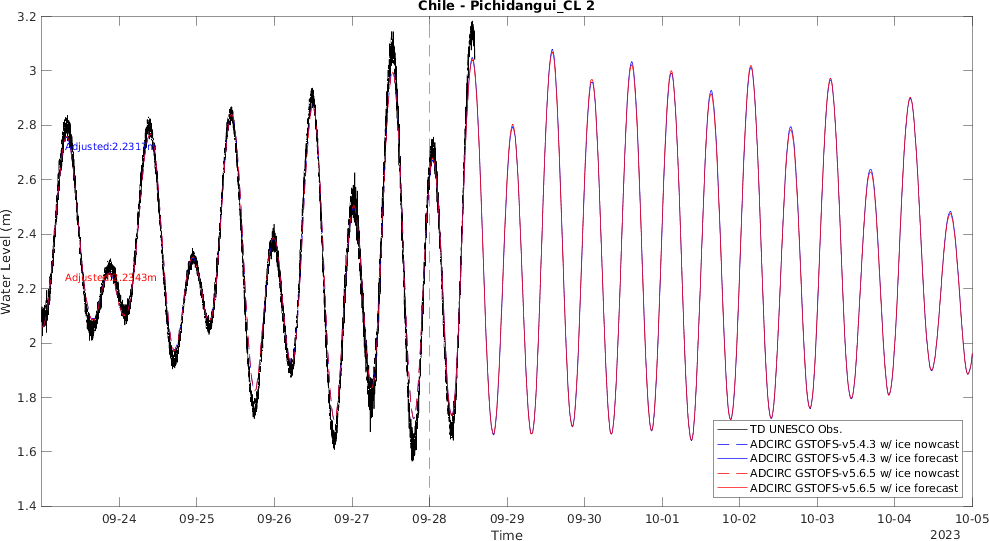 Chile - Pichidangui_CL 2
3.2
3
2.8
2.6
2.4
2.2
2
1.8
1.6
1.4
Water Level (m)
Adjusted:2.2317m
Adjusted:2.2343m
TD UNESCO Obs.
ADCIRC GSTOFS-v5.4.3 w/ ice nowcast
ADCIRC GSTOFS-v5.4.3 w/ ice forecast
ADCIRC GSTOFS-v5.6.5 w/ ice nowcast
ADCIRC GSTOFS-v5.6.5 w/ ice forecast
09-24 09-25 09-26 09-27 09-28 09-29 09-30 10-01 10-02 10-03 10-04 10-05
Time
2023